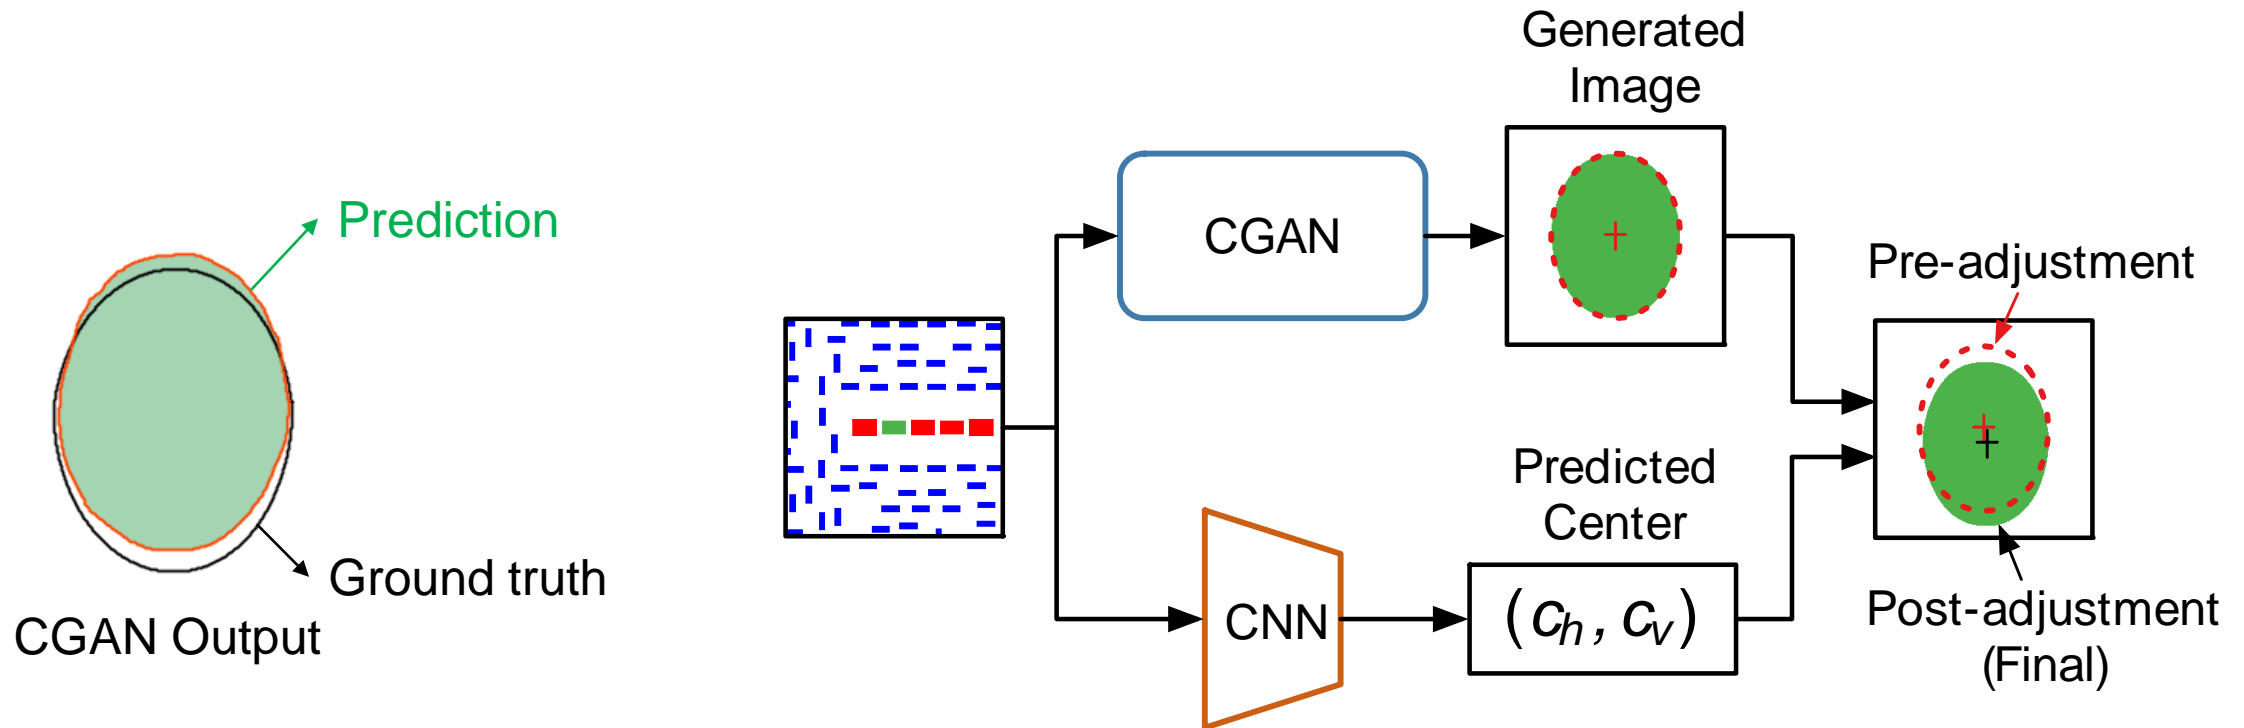 Prediction
Ground truth
CGAN Output
CGAN
Generated
Image
CNN
Predicted
Center
(c_h, c_v)
Pre-adjustment
Post-adjustment
(Final)